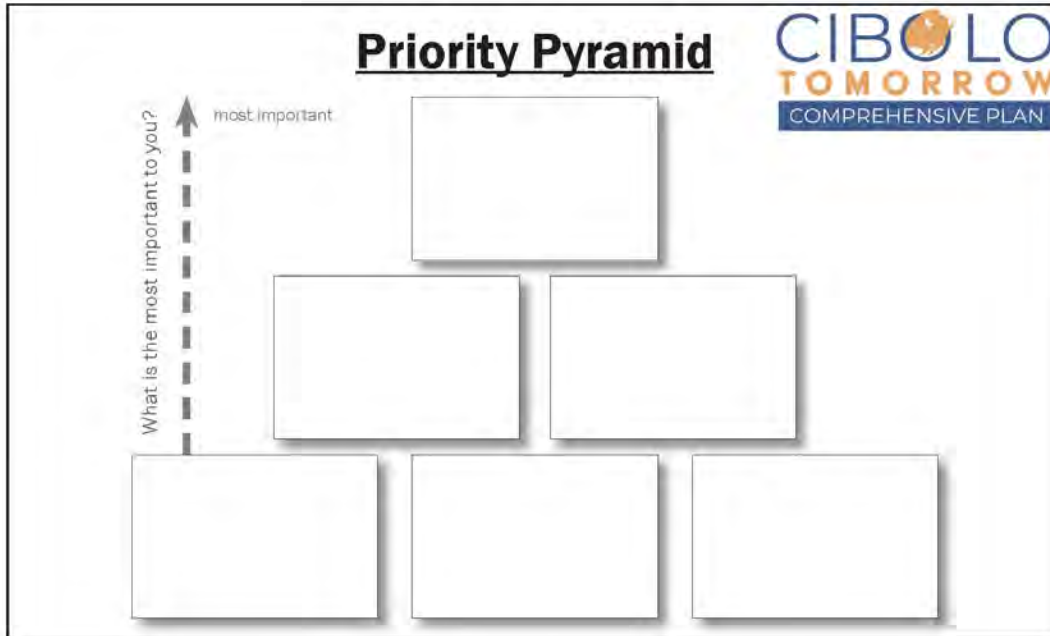 Priority Pyramid
CIBOLO
TOMORROW
COMPREHENSIVE PLAN
most important
What is the most important to you?